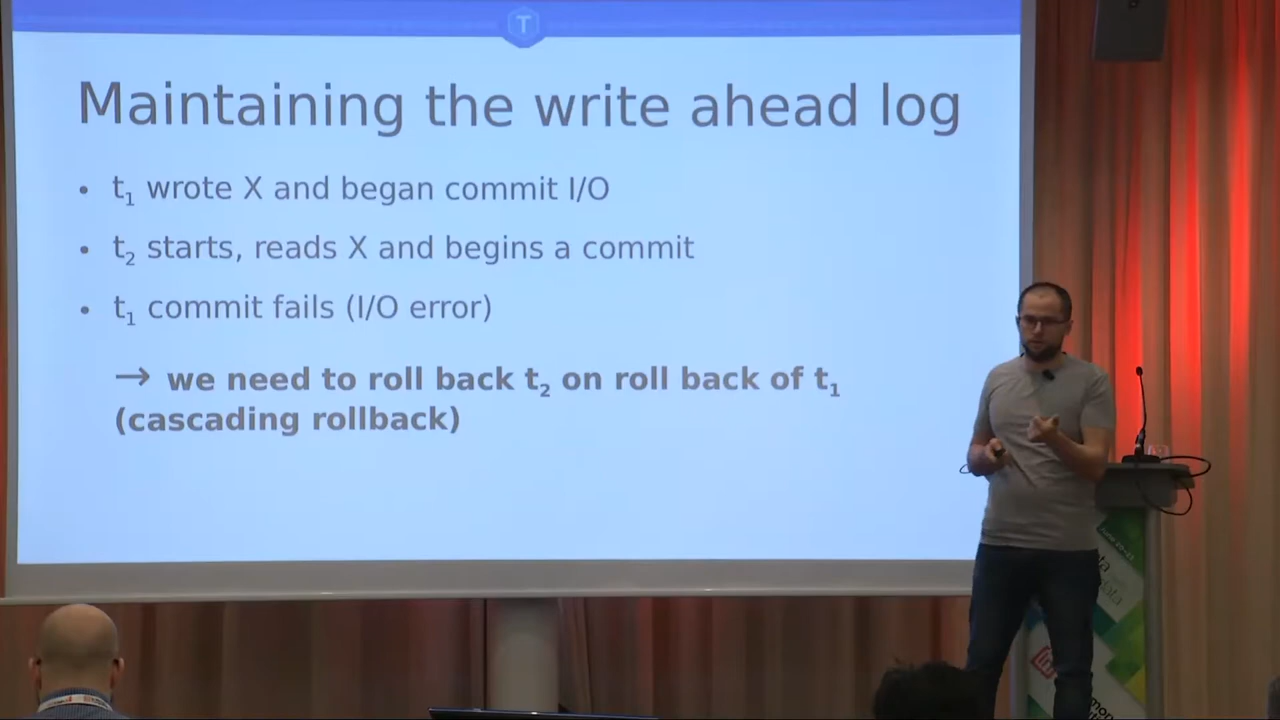 T
Maintaining the write ahead log
• t₁ wrote X and began commit I/O
• t₂ starts, reads X and begins a commit
• t₁ commit fails (I/O error)
→ we need to roll back t₂ on roll back of t₁
(cascading rollback)